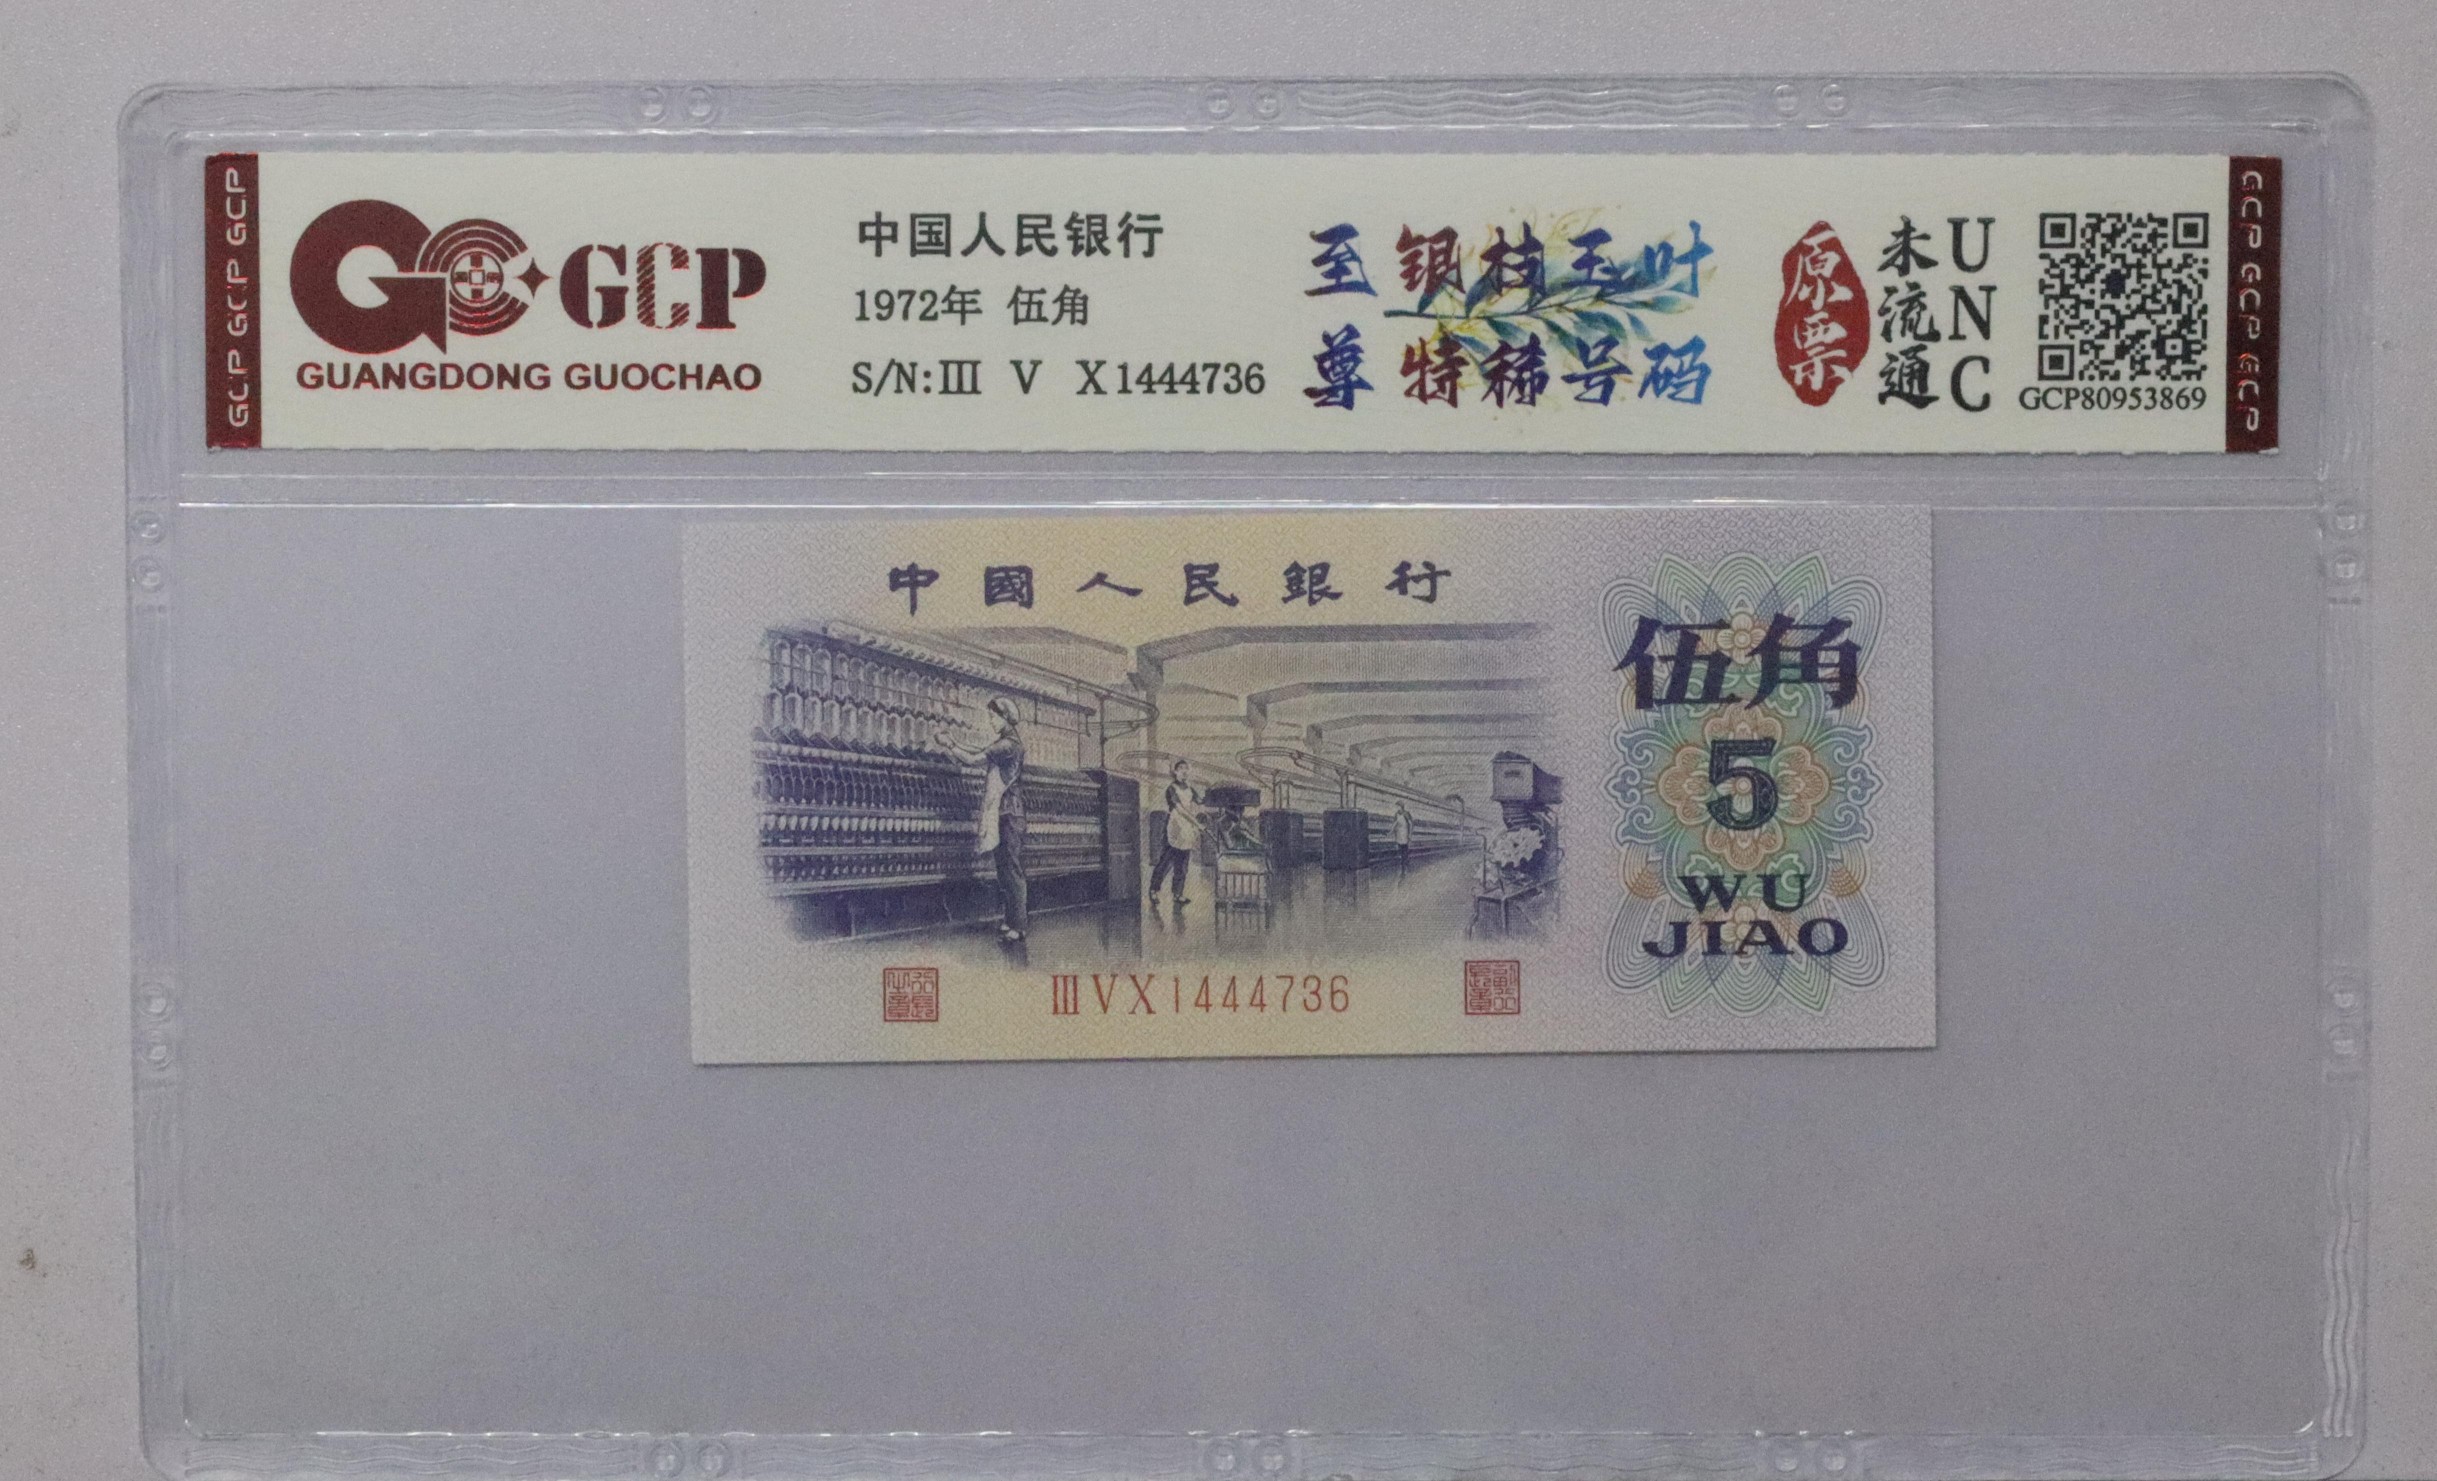 GCP GCP GCP
GCP
GUANGDONG GUOCHAO
中国人民银行
1972年 伍角
S/N:III V X1444736
至尊
银枝玉叶
特稀号码
原票
未流通
UNC
GCP80953869
GCP GCP GCP
中國人民銀行
伍角
5
WU
JIAO
III V X 1444736